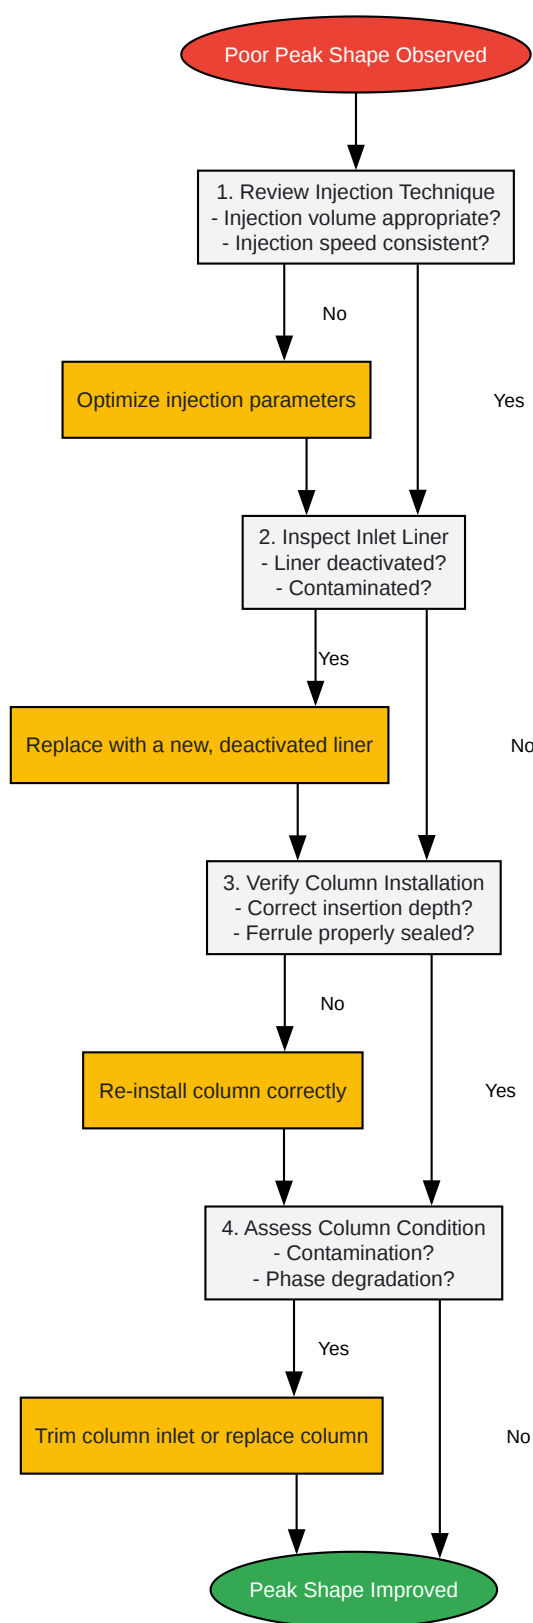 Poor Peak Shape Observed
1. Review Injection Technique
- Injection volume appropriate?
- Injection speed consistent?
No
Optimize injection parameters
Yes
2. Inspect Inlet Liner
- Liner deactivated?
- Contaminated?
Yes
Replace with a new, deactivated liner
No
3. Verify Column Installation
- Correct insertion depth?
- Ferrule properly sealed?
No
Re-install column correctly
Yes
4. Assess Column Condition
- Contamination?
- Phase degradation?
Yes
Trim column inlet or replace column
No
Peak Shape Improved